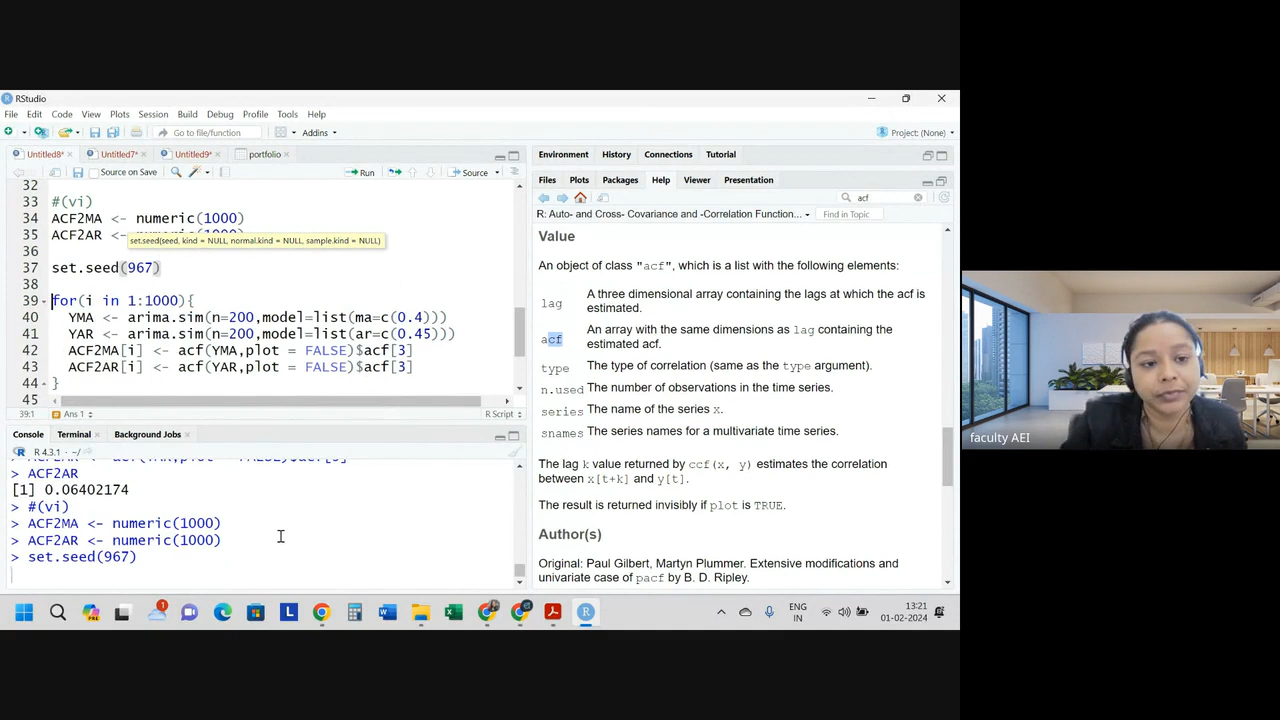 RStudio
File Edit Code View Plots Session Build Debug Profile Tools Help
Go to file/function Addins Project: (None)
Untitled8* Untitled7* Untitled9* portfolio
Source on Save Run Source
32
33 #(vi)
34 ACF2MA <- numeric(1000)
35 ACF2AR <-
set.seed(seed, kind = NULL, normal.kind = NULL, sample.kind = NULL)
36
37 set.seed(967)
38
39 for(i in 1:1000){
40 YMA <- arima.sim(n=200,model=list(ma=c(0.4)))
41 YAR <- arima.sim(n=200,model=list(ar=c(0.45)))
42 ACF2MA[i] <- acf(YMA,plot = FALSE)$acf[3]
43 ACF2AR[i] <- acf(YAR,plot = FALSE)$acf[3]
44 }
45
39:1 # Ans 1 R Script
Console Terminal Background Jobs
R 4.3.1 · ~/
> ACF2AR
[1] 0.06402174
> #(vi)
> ACF2MA <- numeric(1000)
> ACF2AR <- numeric(1000)
> set.seed(967)
Environment History Connections Tutorial
Files Plots Packages Help Viewer Presentation
acf
R: Auto- and Cross- Covariance and -Correlation Function... Find in Topic
Value
An object of class "acf", which is a list with the following elements:
lag A three dimensional array containing the lags at which the acf is
estimated.
acf An array with the same dimensions as lag containing the
estimated acf.
type The type of correlation (same as the type argument).
n.used The number of observations in the time series.
series The name of the series x.
snames The series names for a multivariate time series.
The lag k value returned by ccf(x, y) estimates the correlation
between x[t+k] and y[t].
The result is returned invisibly if plot is TRUE.
Author(s)
Original: Paul Gilbert, Martyn Plummer. Extensive modifications and
univariate case of pacf by B. D. Ripley.
faculty AEI
ENG
IN
13:21
01-02-2024